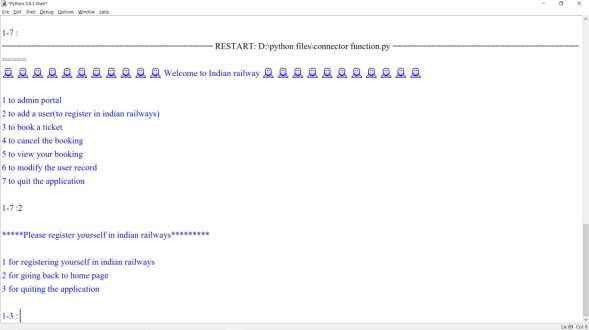 *Python 3.8.3 Shell*
File Edit Shell Debug Options Window Help
1-7 :
RESTART: D:\python files\connector function.py
Welcome to Indian railway
1 to admin portal
2 to add a user(to register in indian railways)
3 to book a ticket
4 to cancel the booking
5 to view your booking
6 to modify the user record
7 to quit the application
1-7 :2
*****Please register yourself in indian railways*********
1 for registering yourself in indian railways
2 for going back to home page
3 for quiting the application
1-3 :
Ln: 89 Col: 6